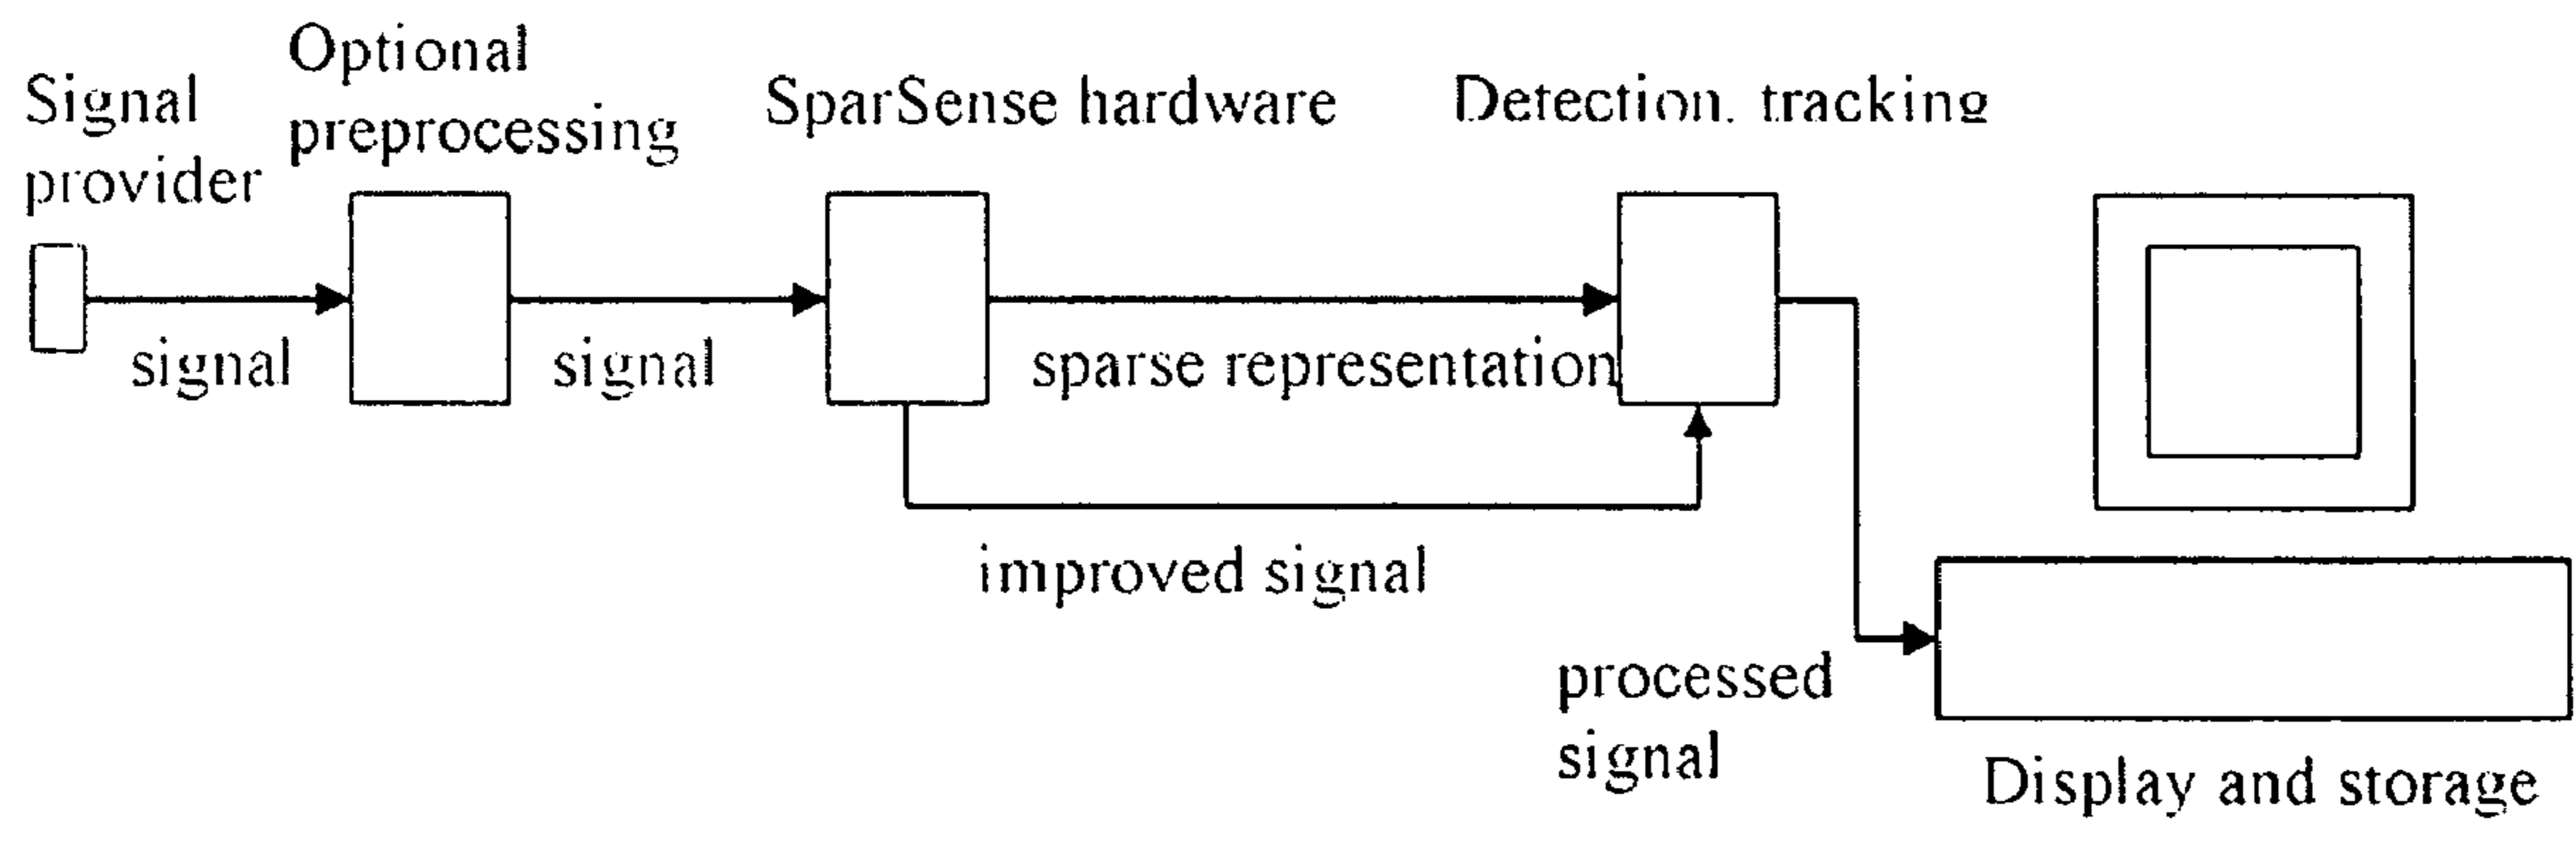 Signal
provider
Optional
preprocessing
SparSense hardware
Detection, tracking
signal
signal
sparse representation
improved signal
processed
signal
Display and storage